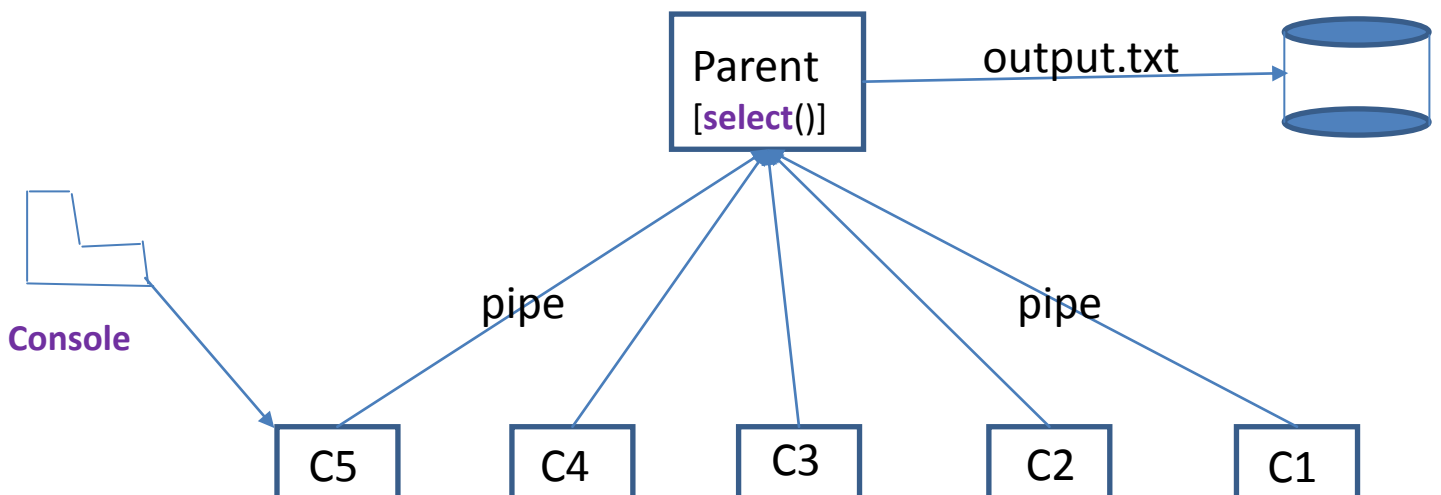 Parent
[select()]
output.txt
Console
pipe
pipe
C5
C4
C3
C2
C1